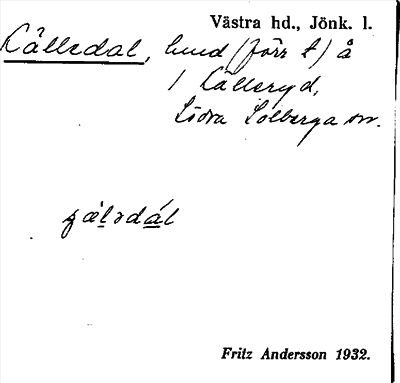 Västra hd., Jönk. l.
Källedal, lund (förr t) å
1 Källeryd,
Södra Solberga sn.
Fritz Andersson 1932.